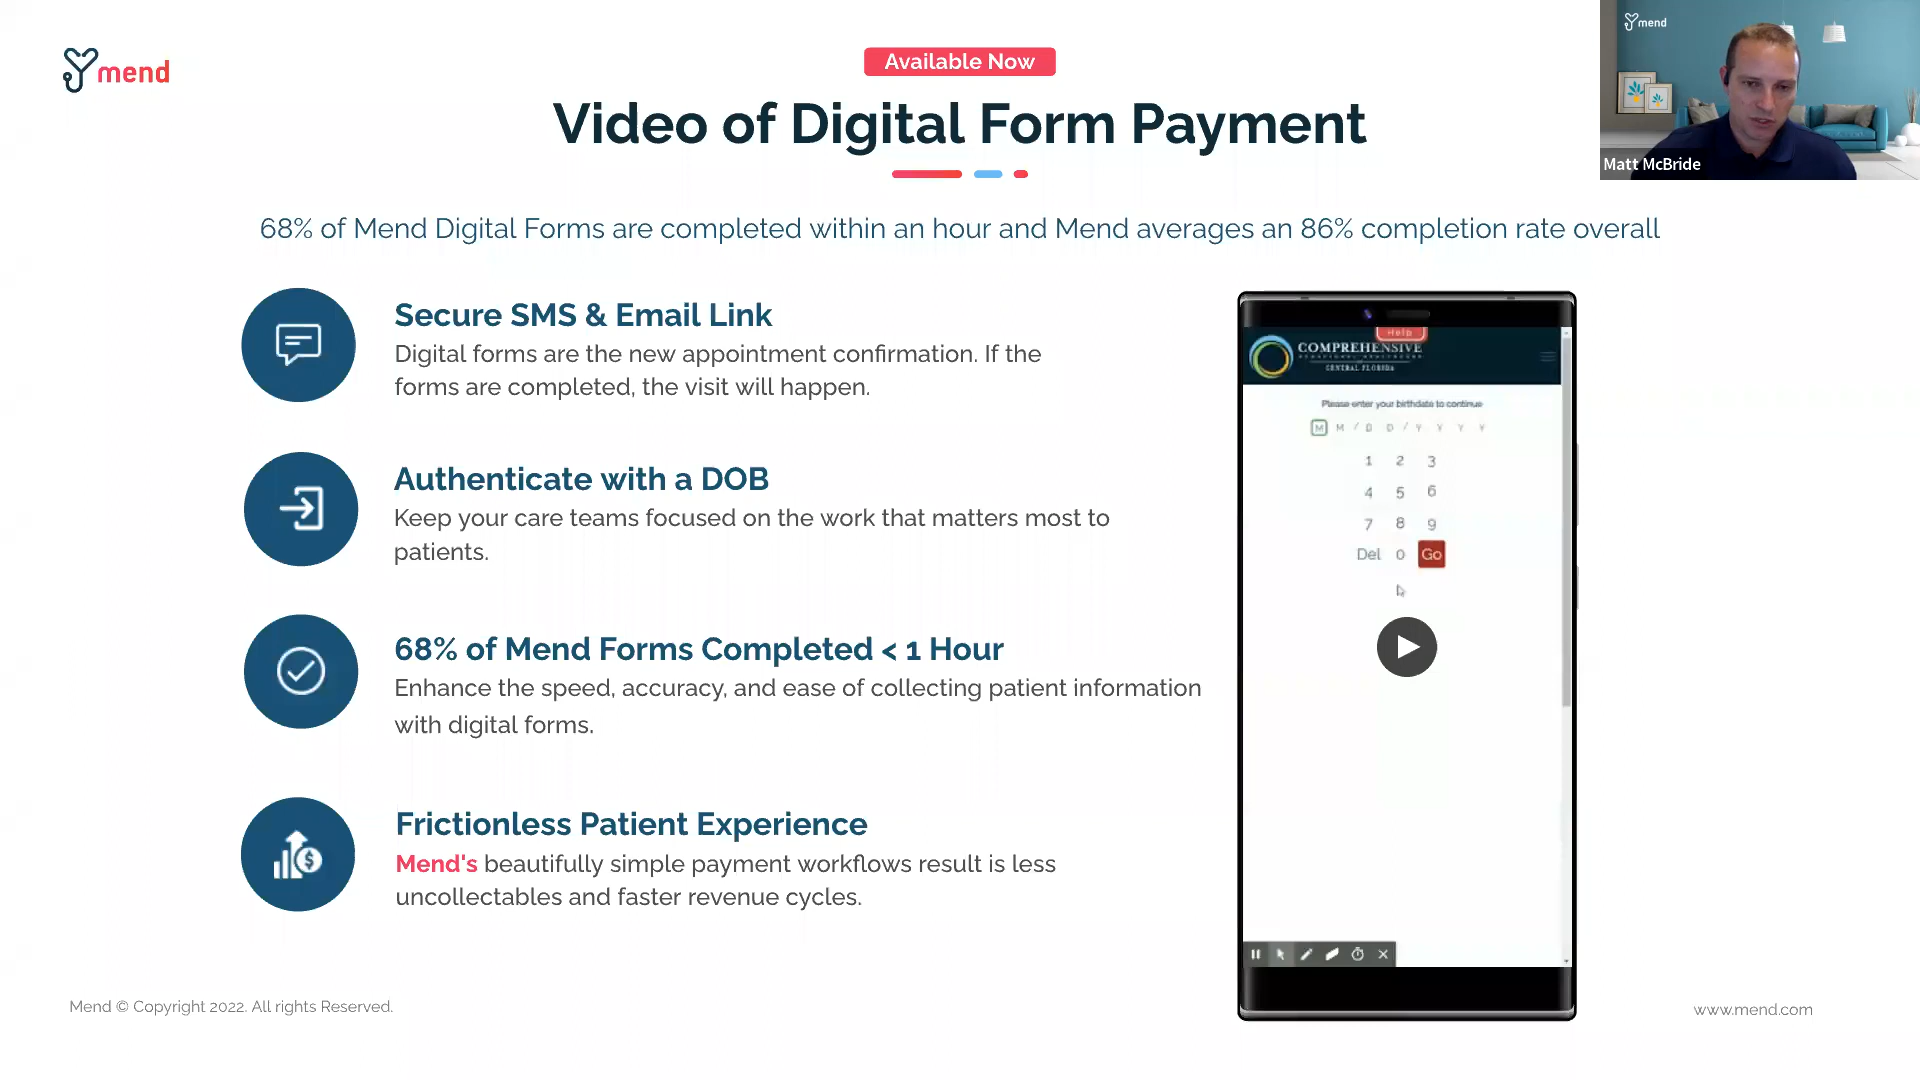 mend
Available Now
Video of Digital Form Payment
mend
Matt McBride
68% of Mend Digital Forms are completed within an hour and Mend averages an 86% completion rate overall
Secure SMS & Email Link
Digital forms are the new appointment confirmation. If the
forms are completed, the visit will happen.
Authenticate with a DOB
Keep your care teams focused on the work that matters most to
patients.
68% of Mend Forms Completed < 1 Hour
Enhance the speed, accuracy, and ease of collecting patient information
with digital forms.
Frictionless Patient Experience
Mend's beautifully simple payment workflows result is less
uncollectables and faster revenue cycles.
Help
COMPREHENSIVE
BEHAVIORAL HEALTHCARE
CENTRAL FLORIDA
Please enter your birthdate to continue
M M / D D / Y Y Y Y
1 2 3
4 5 6
7 8 9
Del 0 Go
Mend © Copyright 2022. All rights Reserved.
www.mend.com